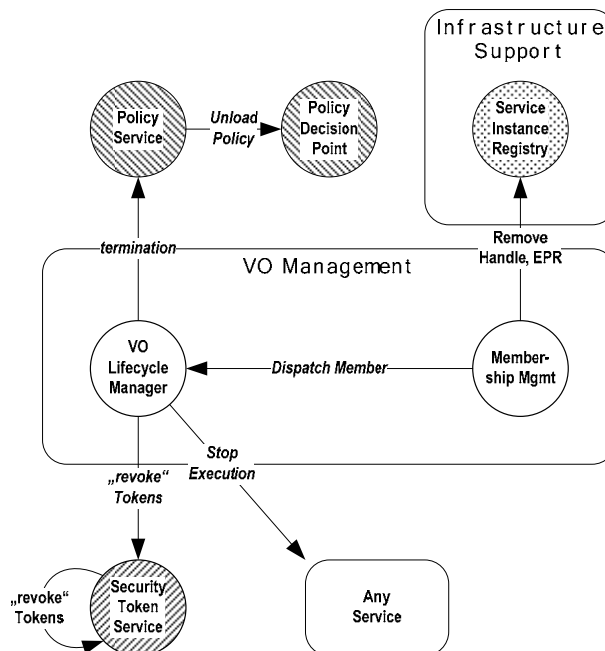 Infrastructure
Support
Policy
Service
Unload
Policy
Policy
Decision
Point
Service
Instance
Registry
termination
Remove
Handle, EPR
VO Management
VO
Lifecycle
Manager
Dispatch Member
Member-
ship Mgmt
Stop
Execution
„revoke“
Tokens
„revoke“
Tokens
Security
Token
Service
Any
Service